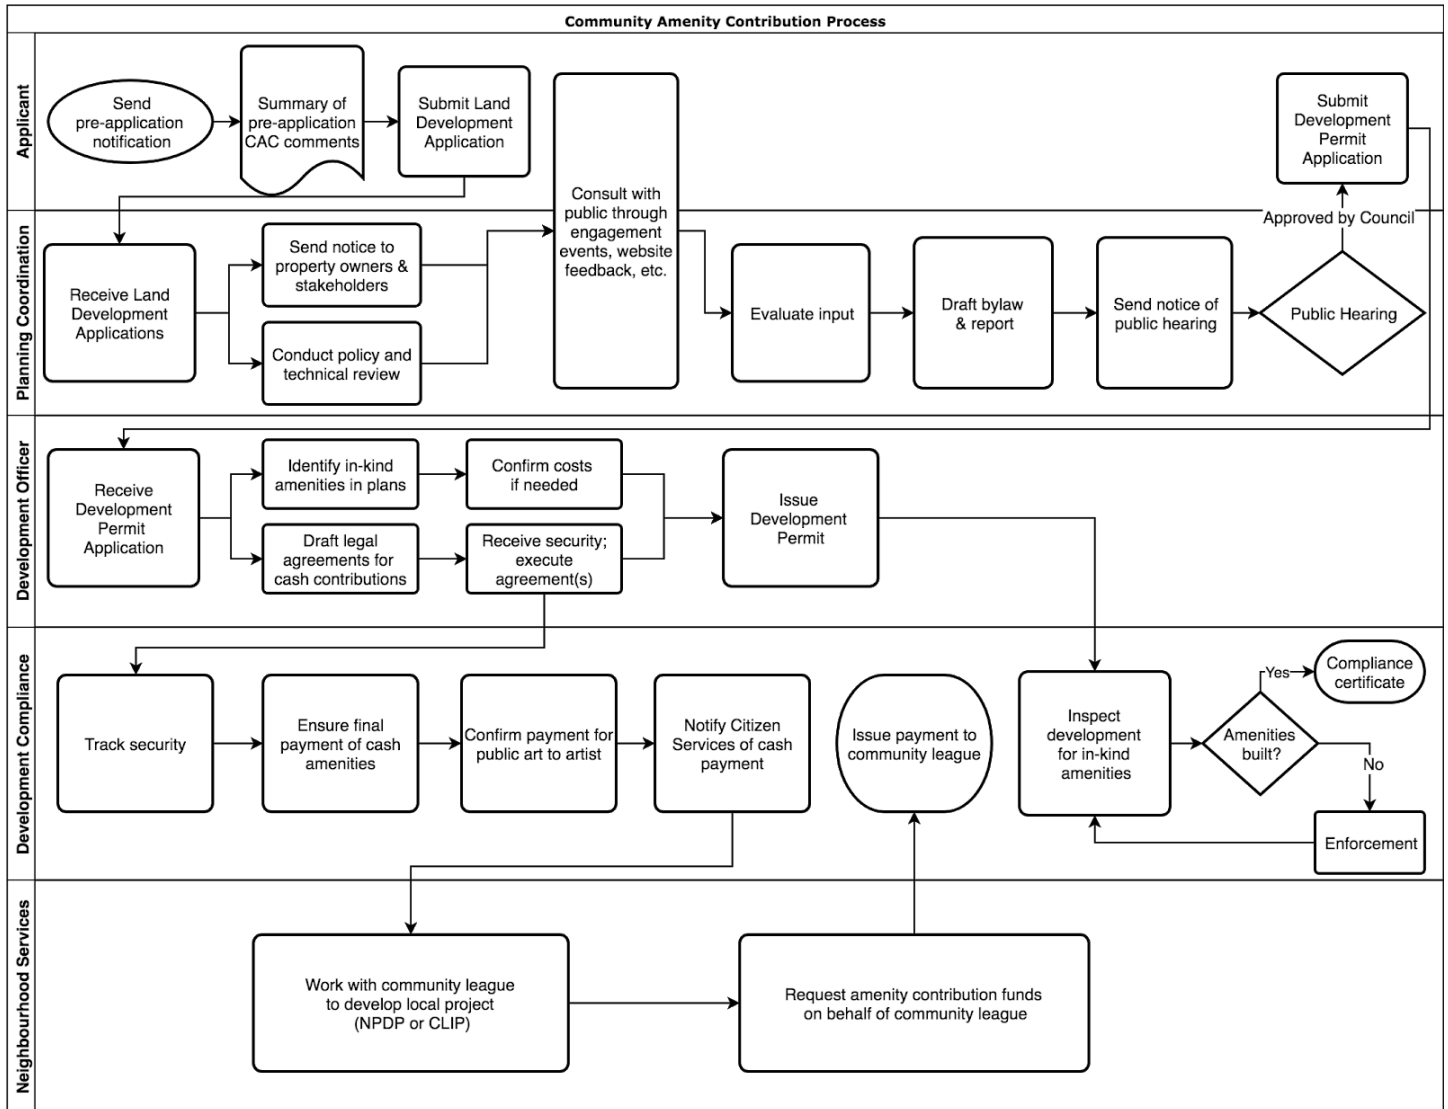 Community Amenity Contribution Process
Applicant
Send
pre-application
notification
Summary of
pre-application
CAC comments
Submit Land
Development
Application
Consult with
public through
engagement
events, website
feedback, etc.
Submit
Development
Permit
Application
Approved by Council
Planning Coordination
Receive Land
Development
Applications
Send notice to
property owners &
stakeholders
Conduct policy and
technical review
Evaluate input
Draft bylaw
& report
Send notice of
public hearing
Public Hearing
Development Officer
Receive
Development
Permit
Application
Identify in-kind
amenities in plans
Confirm costs
if needed
Draft legal
agreements for
cash contributions
Receive security;
execute
agreement(s)
Issue
Development
Permit
Development Compliance
Track security
Ensure final
payment of cash
amenities
Confirm payment for
public art to artist
Notify Citizen
Services of cash
payment
Issue payment to
community league
Inspect
development
for in-kind
amenities
Amenities
built?
Yes
Compliance
certificate
No
Enforcement
Neighbourhood Services
Work with community league
to develop local project
(NPDP or CLIP)
Request amenity contribution funds
on behalf of community league